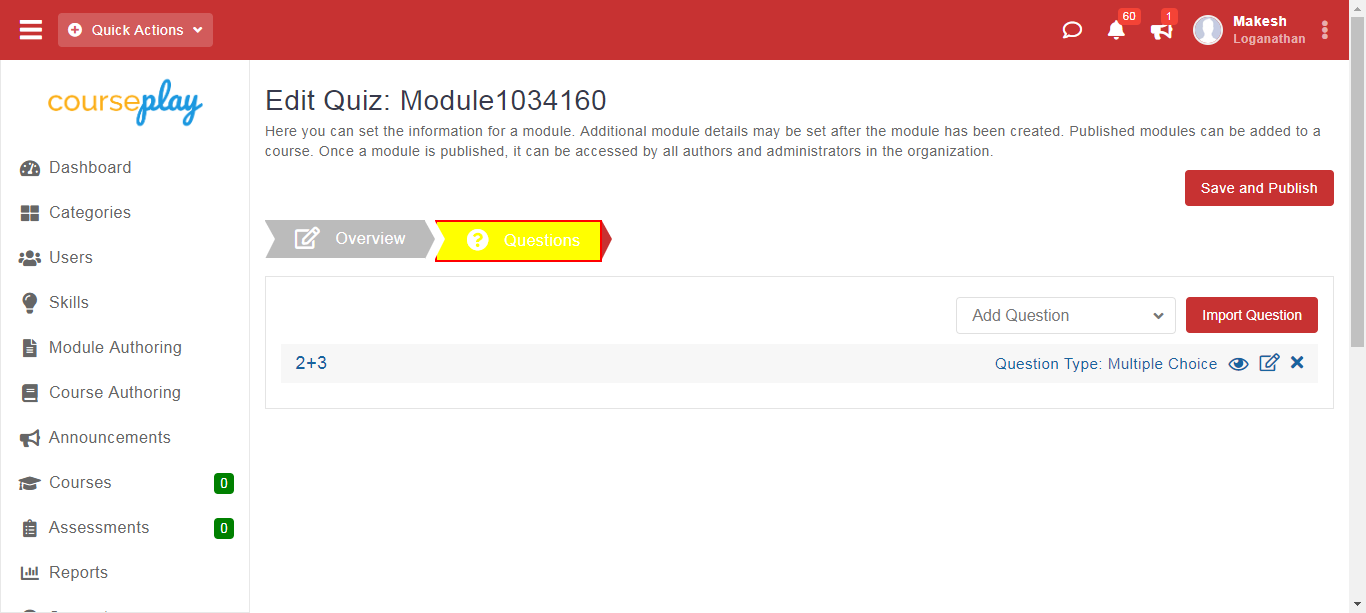 Quick Actions
60
1
Makesh
Loganathan
courseplay
Dashboard
Categories
Users
Skills
Module Authoring
Course Authoring
Announcements
Courses
0
Assessments
0
Reports
Edit Quiz: Module1034160
Here you can set the information for a module. Additional module details may be set after the module has been created. Published modules can be added to a
course. Once a module is published, it can be accessed by all authors and administrators in the organization.
Save and Publish
Overview
Questions
Add Question
Import Question
2+3
Question Type: Multiple Choice